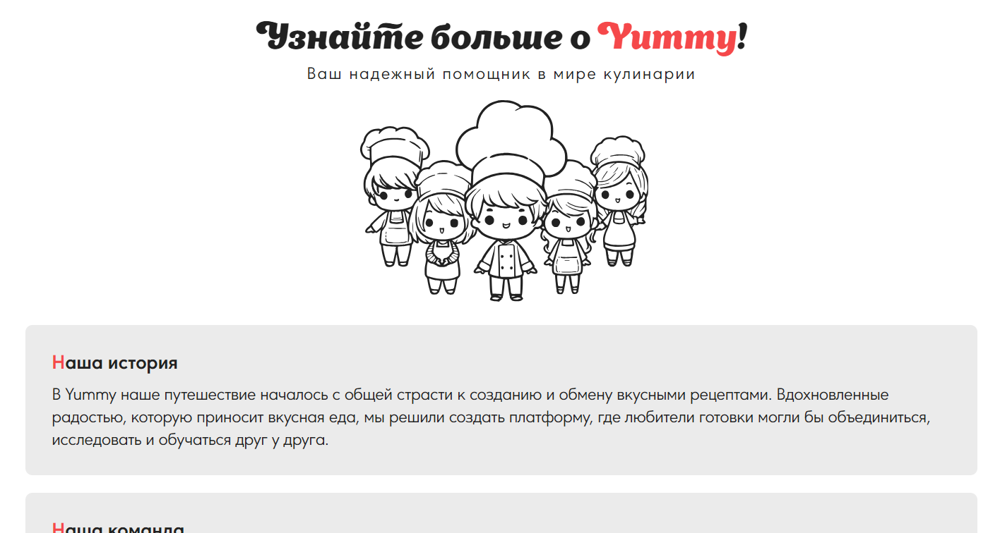 Узнайте больше о Yummy!
Ваш надежный помощник в мире кулинарии
Наша история
В Yummy наше путешествие началось с общей страсти к созданию и обмену вкусными рецептами. Вдохновленные
радостью, которую приносит вкусная еда, мы решили создать платформу, где любители готовки могли бы объединиться,
исследовать и обучаться друг у друга.
Наша команда